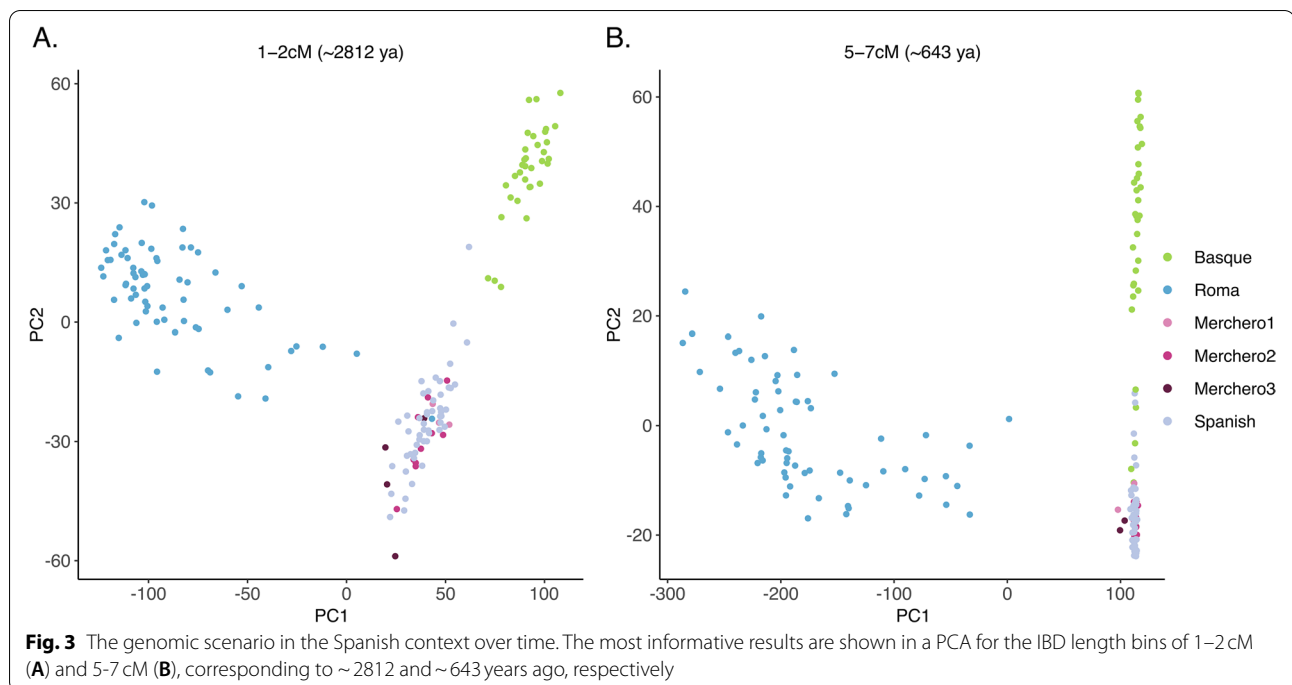 A.
1–2cM (~2812 ya)
60
30
0
-30
-60
PC2
-100
-50
0
50
100
PC1
B.
5–7cM (~643 ya)
60
40
20
0
-20
PC2
-300
-200
-100
0
100
PC1
Basque
Roma
Merchero1
Merchero2
Merchero3
Spanish
Fig. 3 The genomic scenario in the Spanish context over time. The most informative results are shown in a PCA for the IBD length bins of 1–2 cM
(A) and 5-7 cM (B), corresponding to ~ 2812 and ~ 643 years ago, respectively